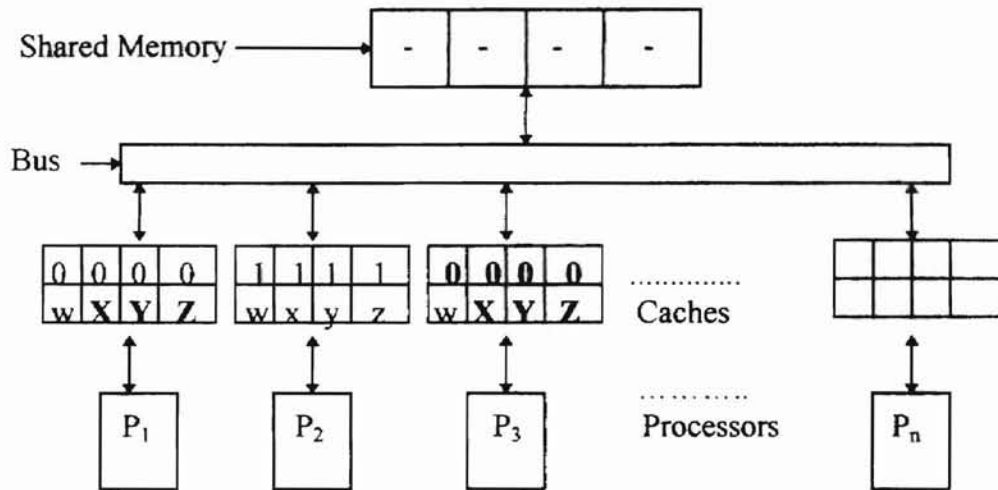 Shared Memory
- - - -
Bus
0 0 0 0
1 1 1 1
0 0 0 0
w X Y Z
w x y z
w X Y Z
............
Caches
............
P1
P2
P3
Processors
Pn